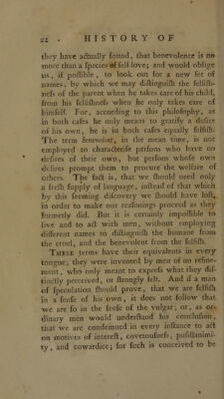 22 HISTORY OF
they have actually found, that benevolence is no
more than a species of self-love; and would oblige
us, if possible, to look out for a new set of
names, by which we may distinguish the selfish-
ness of the parent when he takes care of his child,
from his selfishness when he only takes care of
himself. For, according to this philosophy, as
in both cases he only means to gratify a desire
of his own, he is in both cases equally selfish.
The term benevolent, in the mean time, is not
employed to characterise persons who have no
desires of their own, but persons whose own
desires prompt them to procure the welfare of
others. The fact is, that we should need only
a fresh supply of language, instead of that which
by this seeming discovery we should have lost,
in order to make our reasonings proceed as they
formerly did. But it is certainly impossible to
live and to act with men, without employing
different names to distinguish the humane from
the cruel, and the benevolent from the selfish.
THESE terms have their equivalents in every
tongue; they were invented by men of no refine-
ment, who only meant to express what they dis-
tinctly perceived, or strongly felt. And if a man
of speculation should prove, that we are selfish
in a sense of his own, it does not follow that
we are so in the sense of the vulgar; or, as or-
dinary men would understand his conclusion,
that we are condemned in every instance to act
on motives of interest, covetousness, pusillanimi-
ty, and cowardice; for such is conceived to be